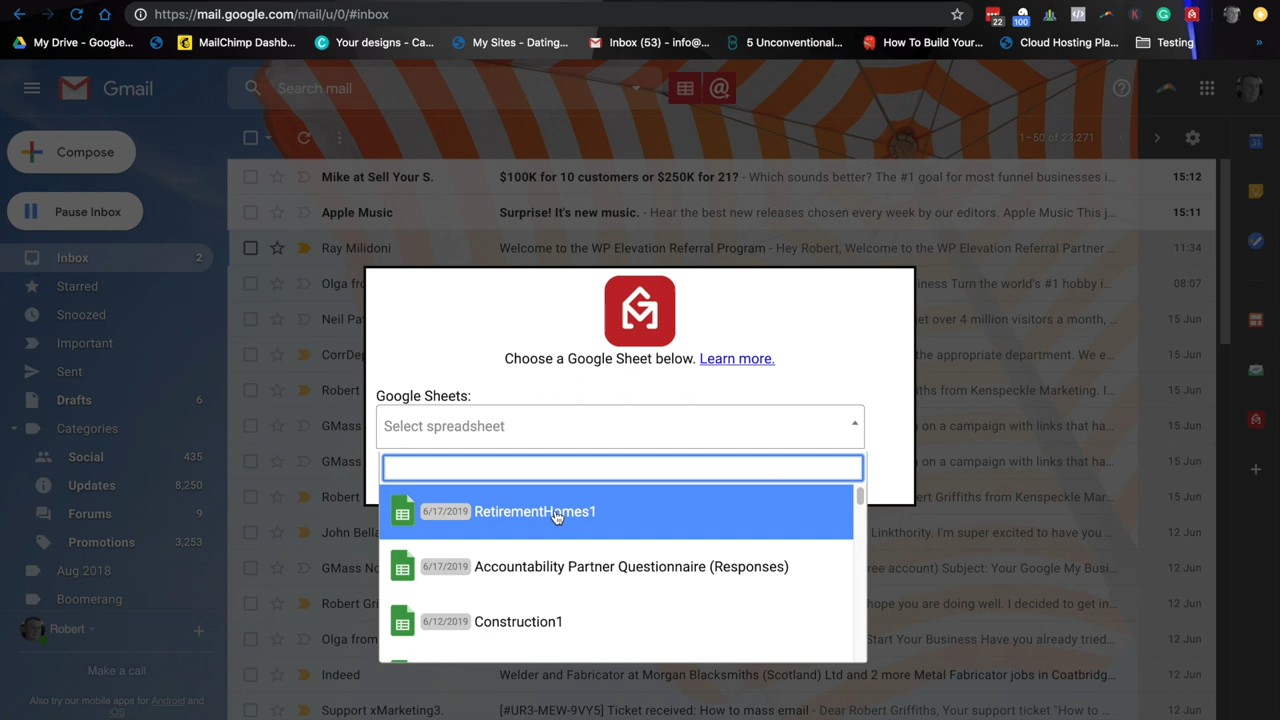 https://mail.google.com/mail/u/0/#inbox
22
100
My Drive - Google...
MailChimp Dashb...
Your designs - Ca...
My Sites - Dating...
Inbox (53) - info@...
5 Unconventional...
How To Build Your...
Cloud Hosting Pla...
Testing
»
Gmail
Search mail
Compose
1–50 of 23,271
Pause Inbox
Mike at Sell Your S. $100K for 10 customers or $250K for 21? - Which sounds better? The #1 goal for most funnel businesses i... 15:12
Apple Music Surprise! It's new music. - Hear the best new releases chosen every week by our editors. Apple Music This j... 15:11
Inbox 2
Ray Milidoni Welcome to the WP Elevation Referral Program - Hey Robert, Welcome to the WP Elevation Referral Partner ... 11:34
Starred
Olga fr iness Turn the world's #1 hobby i... 08:07
Snoozed
Neil Pa et over 4 million visitors a month, ... 15 Jun
Important
CorrDep the appropriate department. We e... 15 Jun
Choose a Google Sheet below. Learn more.
Sent
Robert iths from Kenspeckle Marketing. I... 15 Jun
Google Sheets:
Drafts 6
Select spreadsheet
Categories
GMass on a campaign with links that ha... 15 Jun
Social 435
GMass on a campaign with links that ha... 15 Jun
Updates 8,250
Robert ert Griffiths from Kenspeckle Mar... 15 Jun
6/17/2019 RetirementHomes1
Forums 9
John Bella Linkthority. I'm super excited to have you ... 12 Jun
Promotions 3,253
6/17/2019 Accountability Partner Questionnaire (Responses)
GMass No ree account) Subject: Your Google My Busi... 12 Jun
Aug 2018
Boomerang
Robert Gri hope you are doing well. I decided to get in... 12 Jun
6/12/2019 Construction1
Robert
Olga from Start Your Business Have you already tried... 12 Jun
Make a call
Indeed Welder and Fabricator at Morgan Blacksmiths (Scotland) Ltd and 2 more Metal Fabricator jobs in Coatbridg... 12 Jun
Also try our mobile apps for Android and
iOS
Support xMarketing3. [#UR3-MEW-9VY5] Ticket received: How to mass email - Dear Robert Griffiths, Your support ticket "How to ... 12 Jun